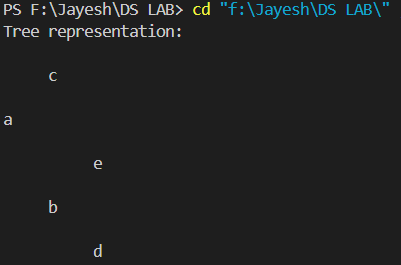 PS F:\Jayesh\DS LAB> cd "f:\Jayesh\DS LAB\"
Tree representation:
c
a
e
b
d